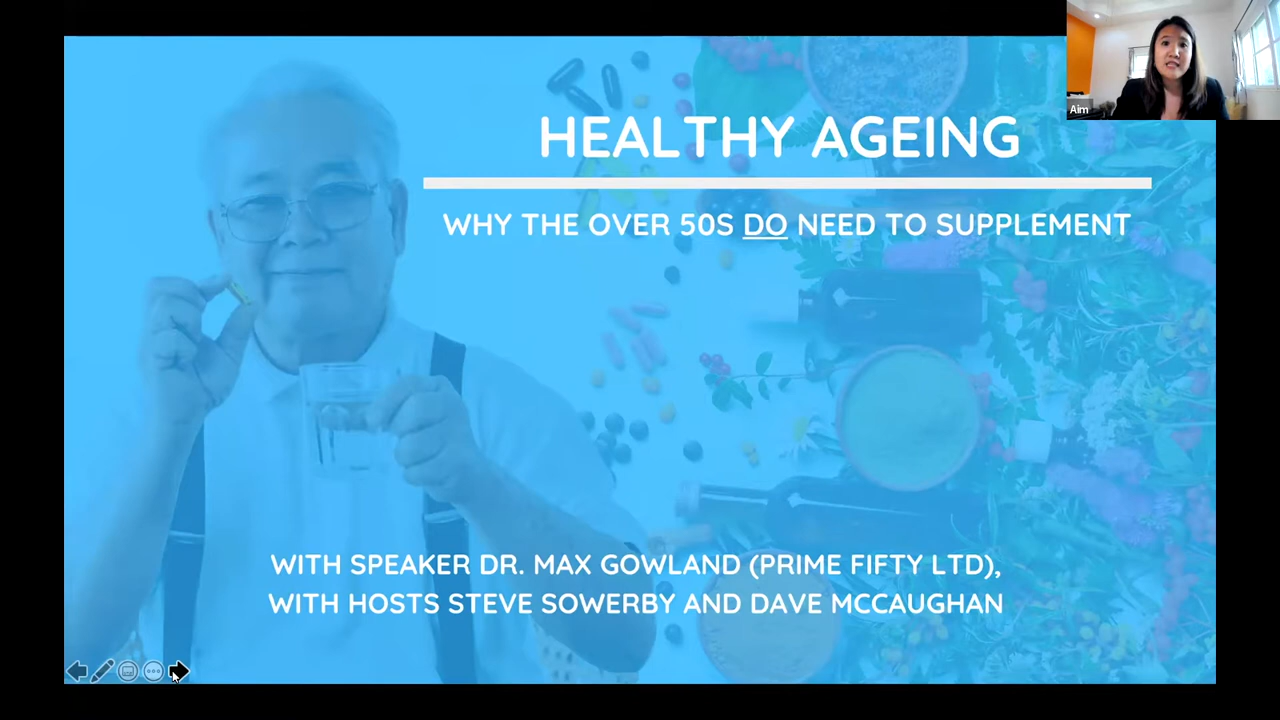 Aim
HEALTHY AGEING
WHY THE OVER 50S DO NEED TO SUPPLEMENT
WITH SPEAKER DR. MAX GOWLAND (PRIME FIFTY LTD),
WITH HOSTS STEVE SOWERBY AND DAVE MCCAUGHAN